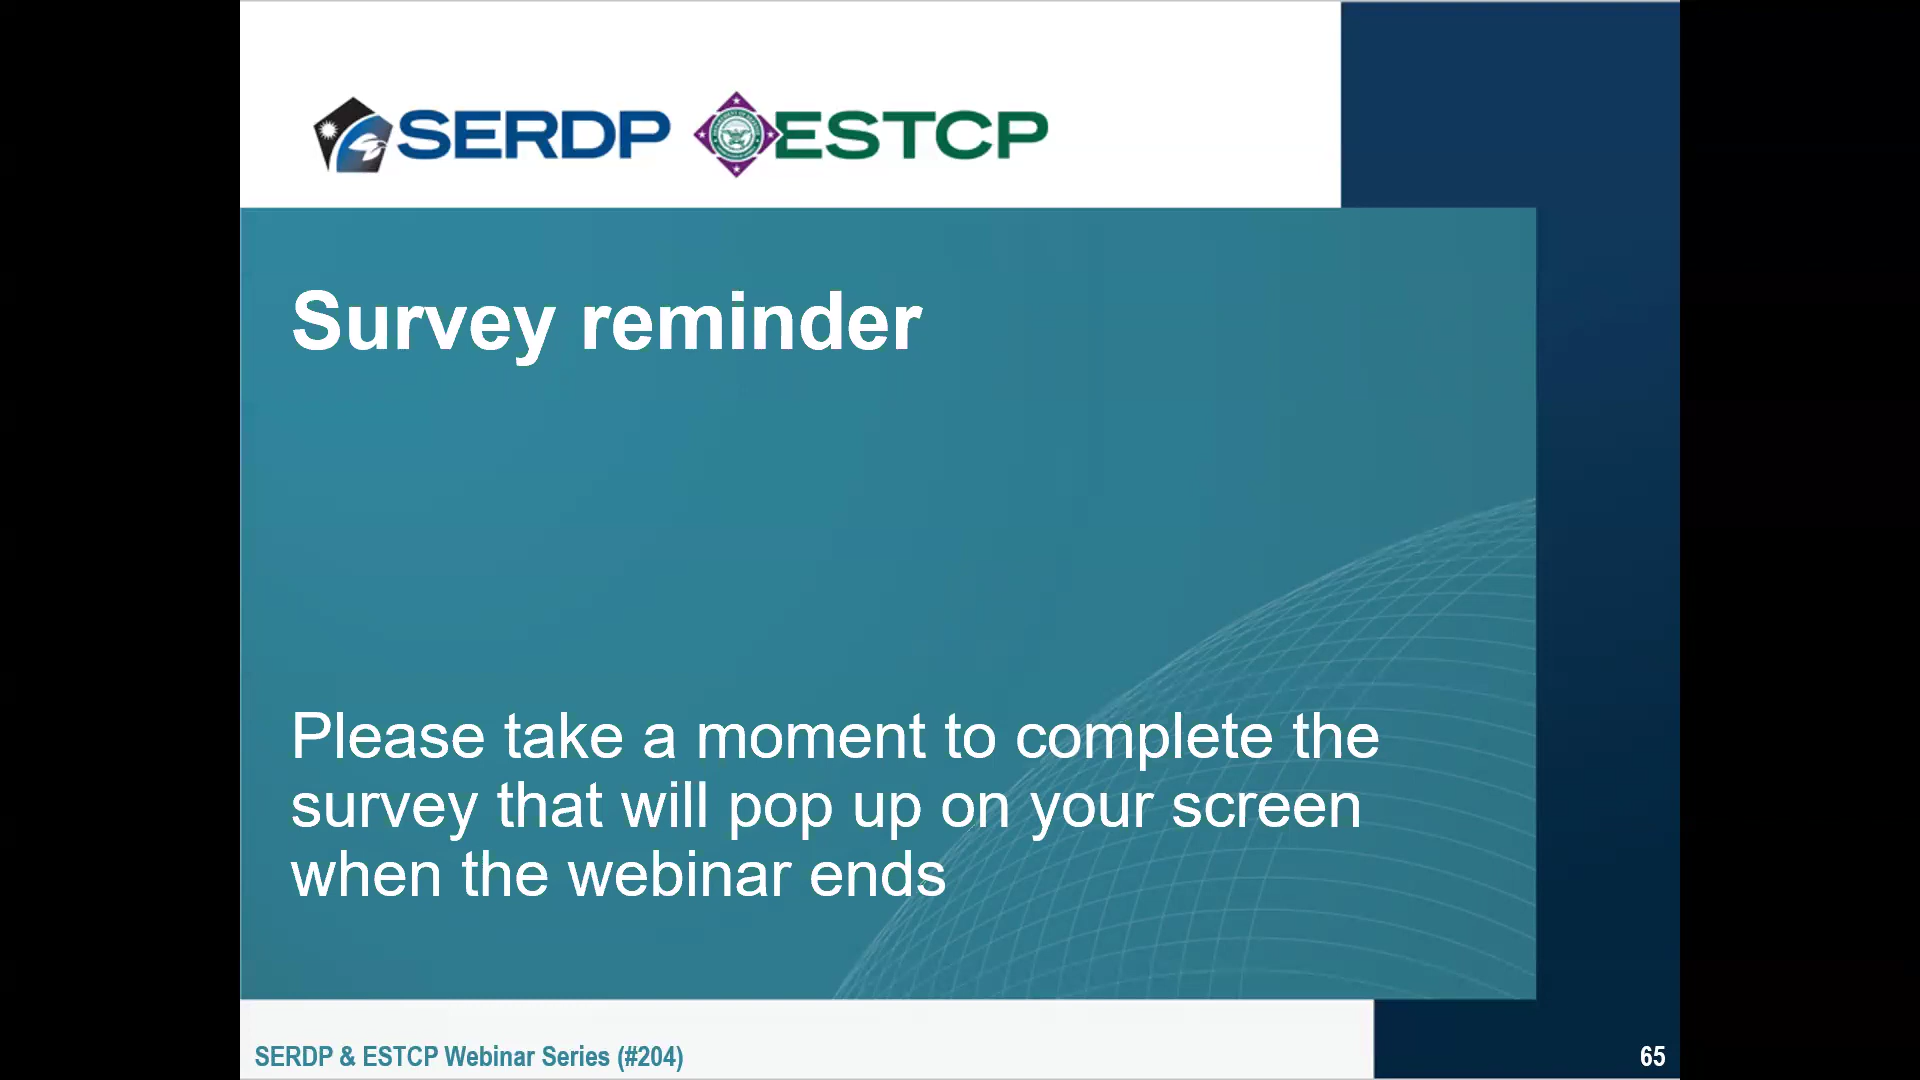 SERDP ESTCP
Survey reminder
Please take a moment to complete the
survey that will pop up on your screen
when the webinar ends
SERDP & ESTCP Webinar Series (#204)
65